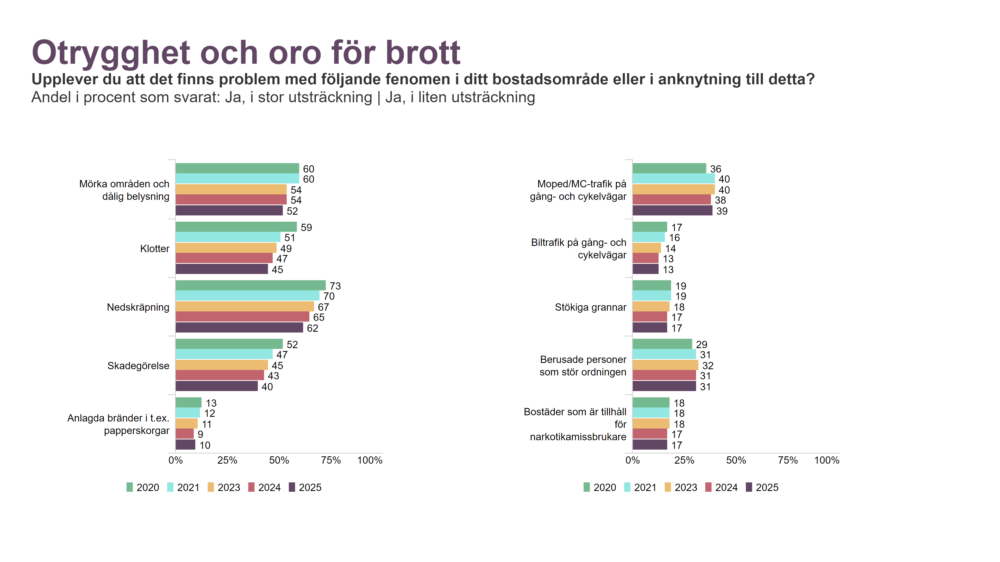 Otrygghet och oro för brott
Upplever du att det finns problem med följande fenomen i ditt bostadsområde eller i anknytning till detta?
Andel i procent som svarat: Ja, i stor utsträckning | Ja, i liten utsträckning
Mörka områden och
dålig belysning
60
60
54
54
52
Klotter
59
51
49
47
45
Nedskräpning
73
70
67
65
62
Skadegörelse
52
47
45
43
40
Anlagda bränder i t.ex.
papperskorgar
13
12
11
9
10
0% 25% 50% 75% 100%
2020 2021 2023 2024 2025
Moped/MC-trafik på
gång- och cykelvägar
36
40
40
38
39
Biltrafik på gång- och
cykelvägar
17
16
14
13
13
Stökiga grannar
19
19
18
17
17
Berusade personer
som stör ordningen
29
31
32
31
31
Bostäder som är tillhåll
för
narkotikamissbrukare
18
18
18
17
17
0% 25% 50% 75% 100%
2020 2021 2023 2024 2025